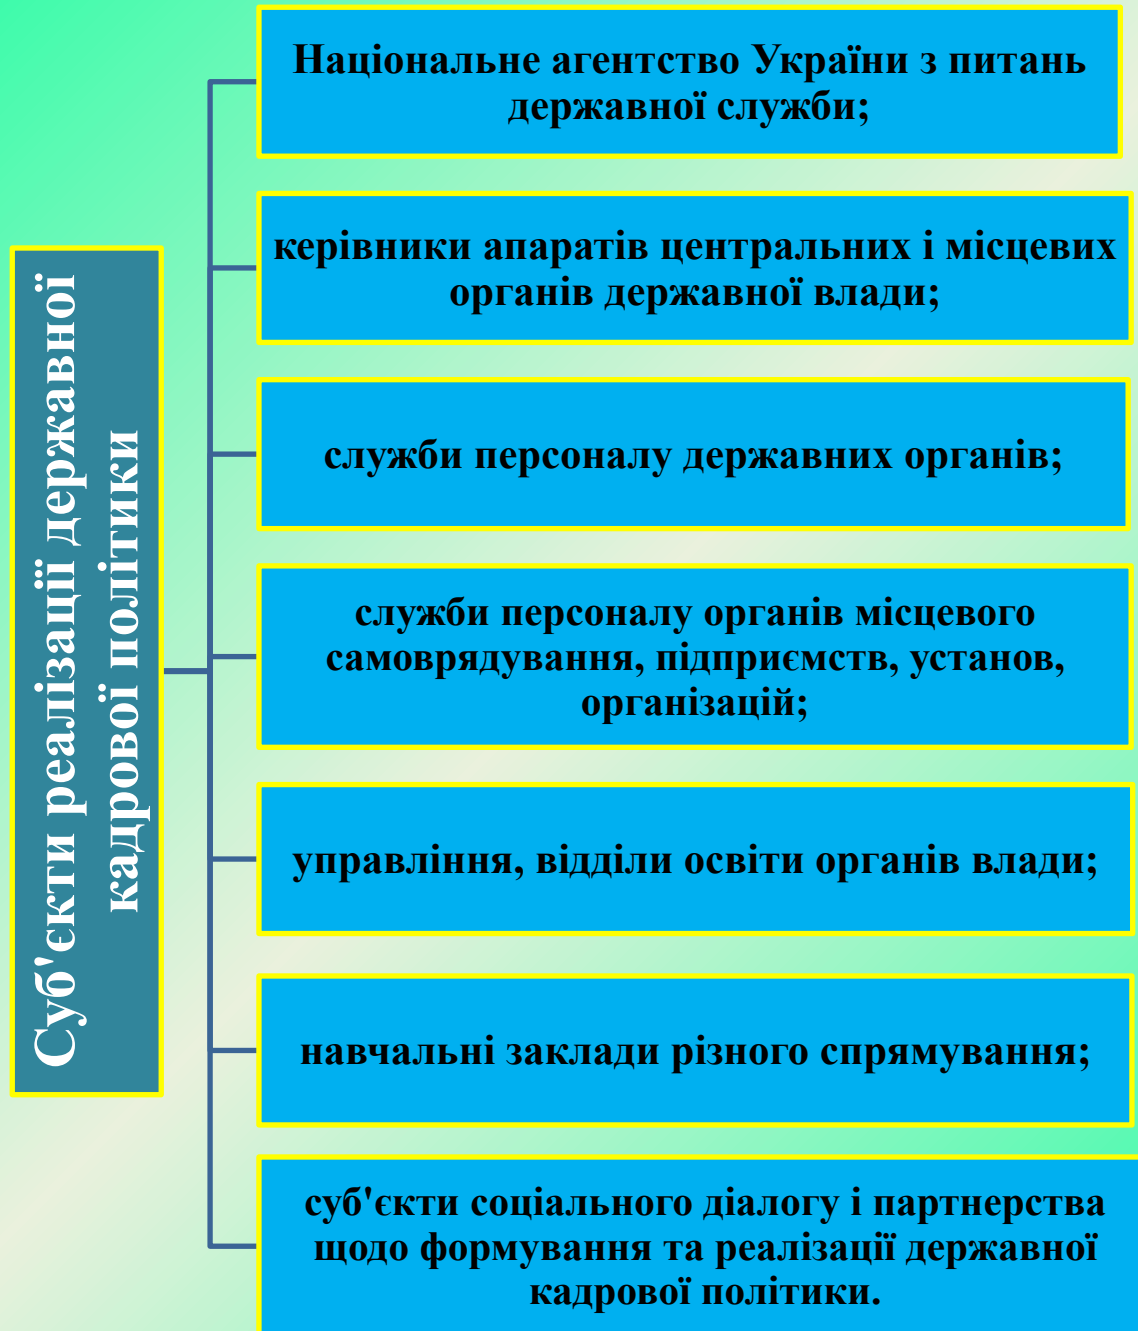 Суб'єкти реалізації державної
кадрової політики
Національне агентство України з питань
державної служби;
керівники апаратів центральних і місцевих
органів державної влади;
служби персоналу державних органів;
служби персоналу органів місцевого
самоврядування, підприємств, установ,
організацій;
управління, відділи освіти органів влади;
навчальні заклади різного спрямування;
суб'єкти соціального діалогу і партнерства
щодо формування та реалізації державної
кадрової політики.